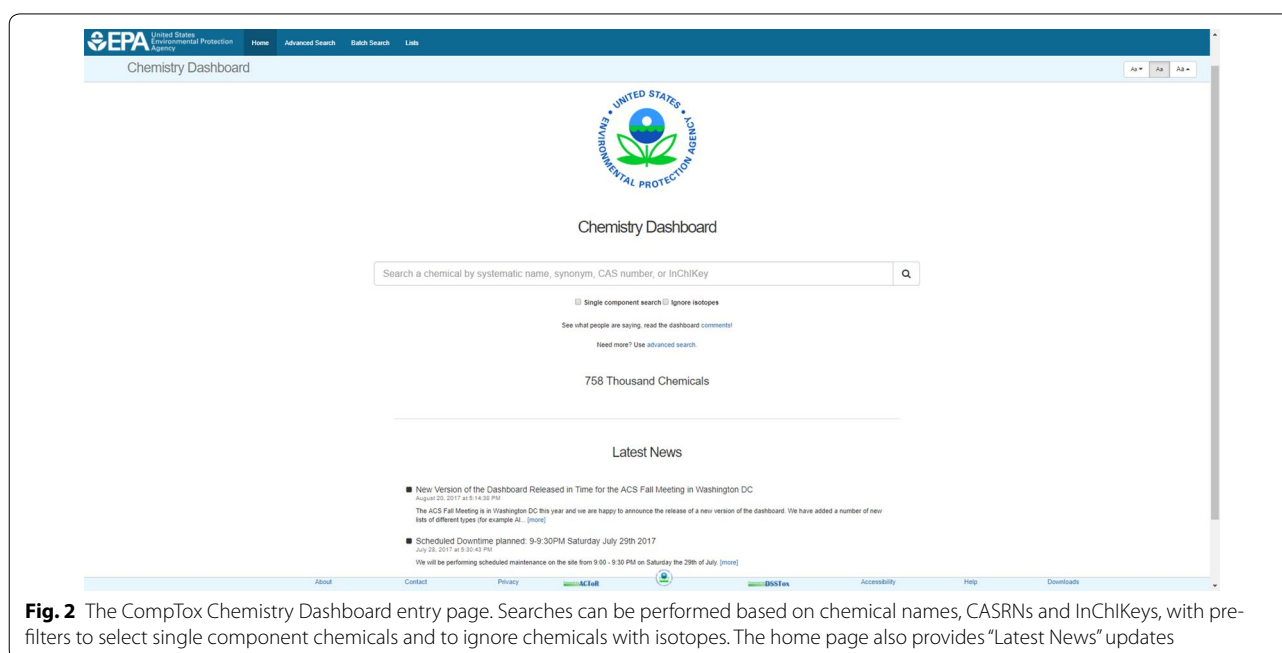 EPA United States
Environmental Protection
Agency
Home Advanced Search Batch Search Lists
Chemistry Dashboard
Aa Aa Aa
UNITED STATES
ENVIRONMENTAL PROTECTION AGENCY
Chemistry Dashboard
Search a chemical by systematic name, synonym, CAS number, or InChIKey
Single component search Ignore isotopes
See what people are saying, read the dashboard comments!
Need more? Use advanced search.
758 Thousand Chemicals
Latest News
New Version of the Dashboard Released in Time for the ACS Fall Meeting in Washington DC
August 20, 2017 at 5:14:38 PM
The ACS Fall Meeting is in Washington DC this year and we are happy to announce the release of a new version of the dashboard. We have added a number of new
lists of different types (for example Al... [more]
Scheduled Downtime planned: 9-9:30PM Saturday July 29th 2017
July 28, 2017 at 5:30:43 PM
We will be performing scheduled maintenance on the site from 9:00 - 9:30 PM on Saturday the 29th of July. [more]
About Contact Privacy ACToR DSSTox Accessibility Help Downloads
Fig. 2 The CompTox Chemistry Dashboard entry page. Searches can be performed based on chemical names, CASRNs and InChIKeys, with pre-
filters to select single component chemicals and to ignore chemicals with isotopes. The home page also provides “Latest News” updates